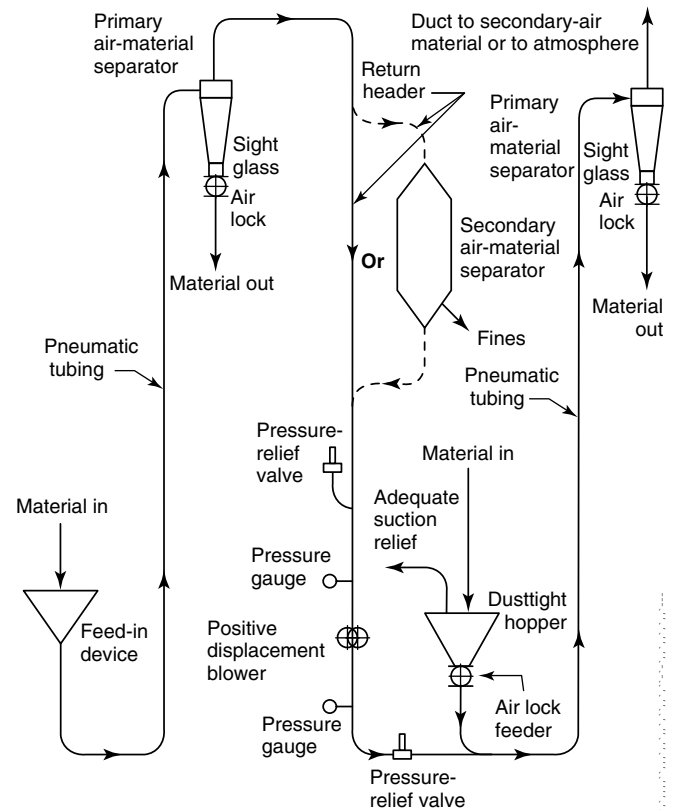 Primary
air-material
separator
Sight
glass
Air
lock
Material out
Pneumatic
tubing
Material in
Feed-in
device
Return
header
Or
Secondary
air-material
separator
Fines
Pressure-
relief
valve
Pressure
gauge
Positive
displacement
blower
Pressure
gauge
Pressure-
relief valve
Material in
Adequate
suction
relief
Dusttight
hopper
Air lock
feeder
Pneumatic
tubing
Duct to secondary-air
material or to atmosphere
Primary
air-
material
separator
Sight
glass
Air
lock
Material
out